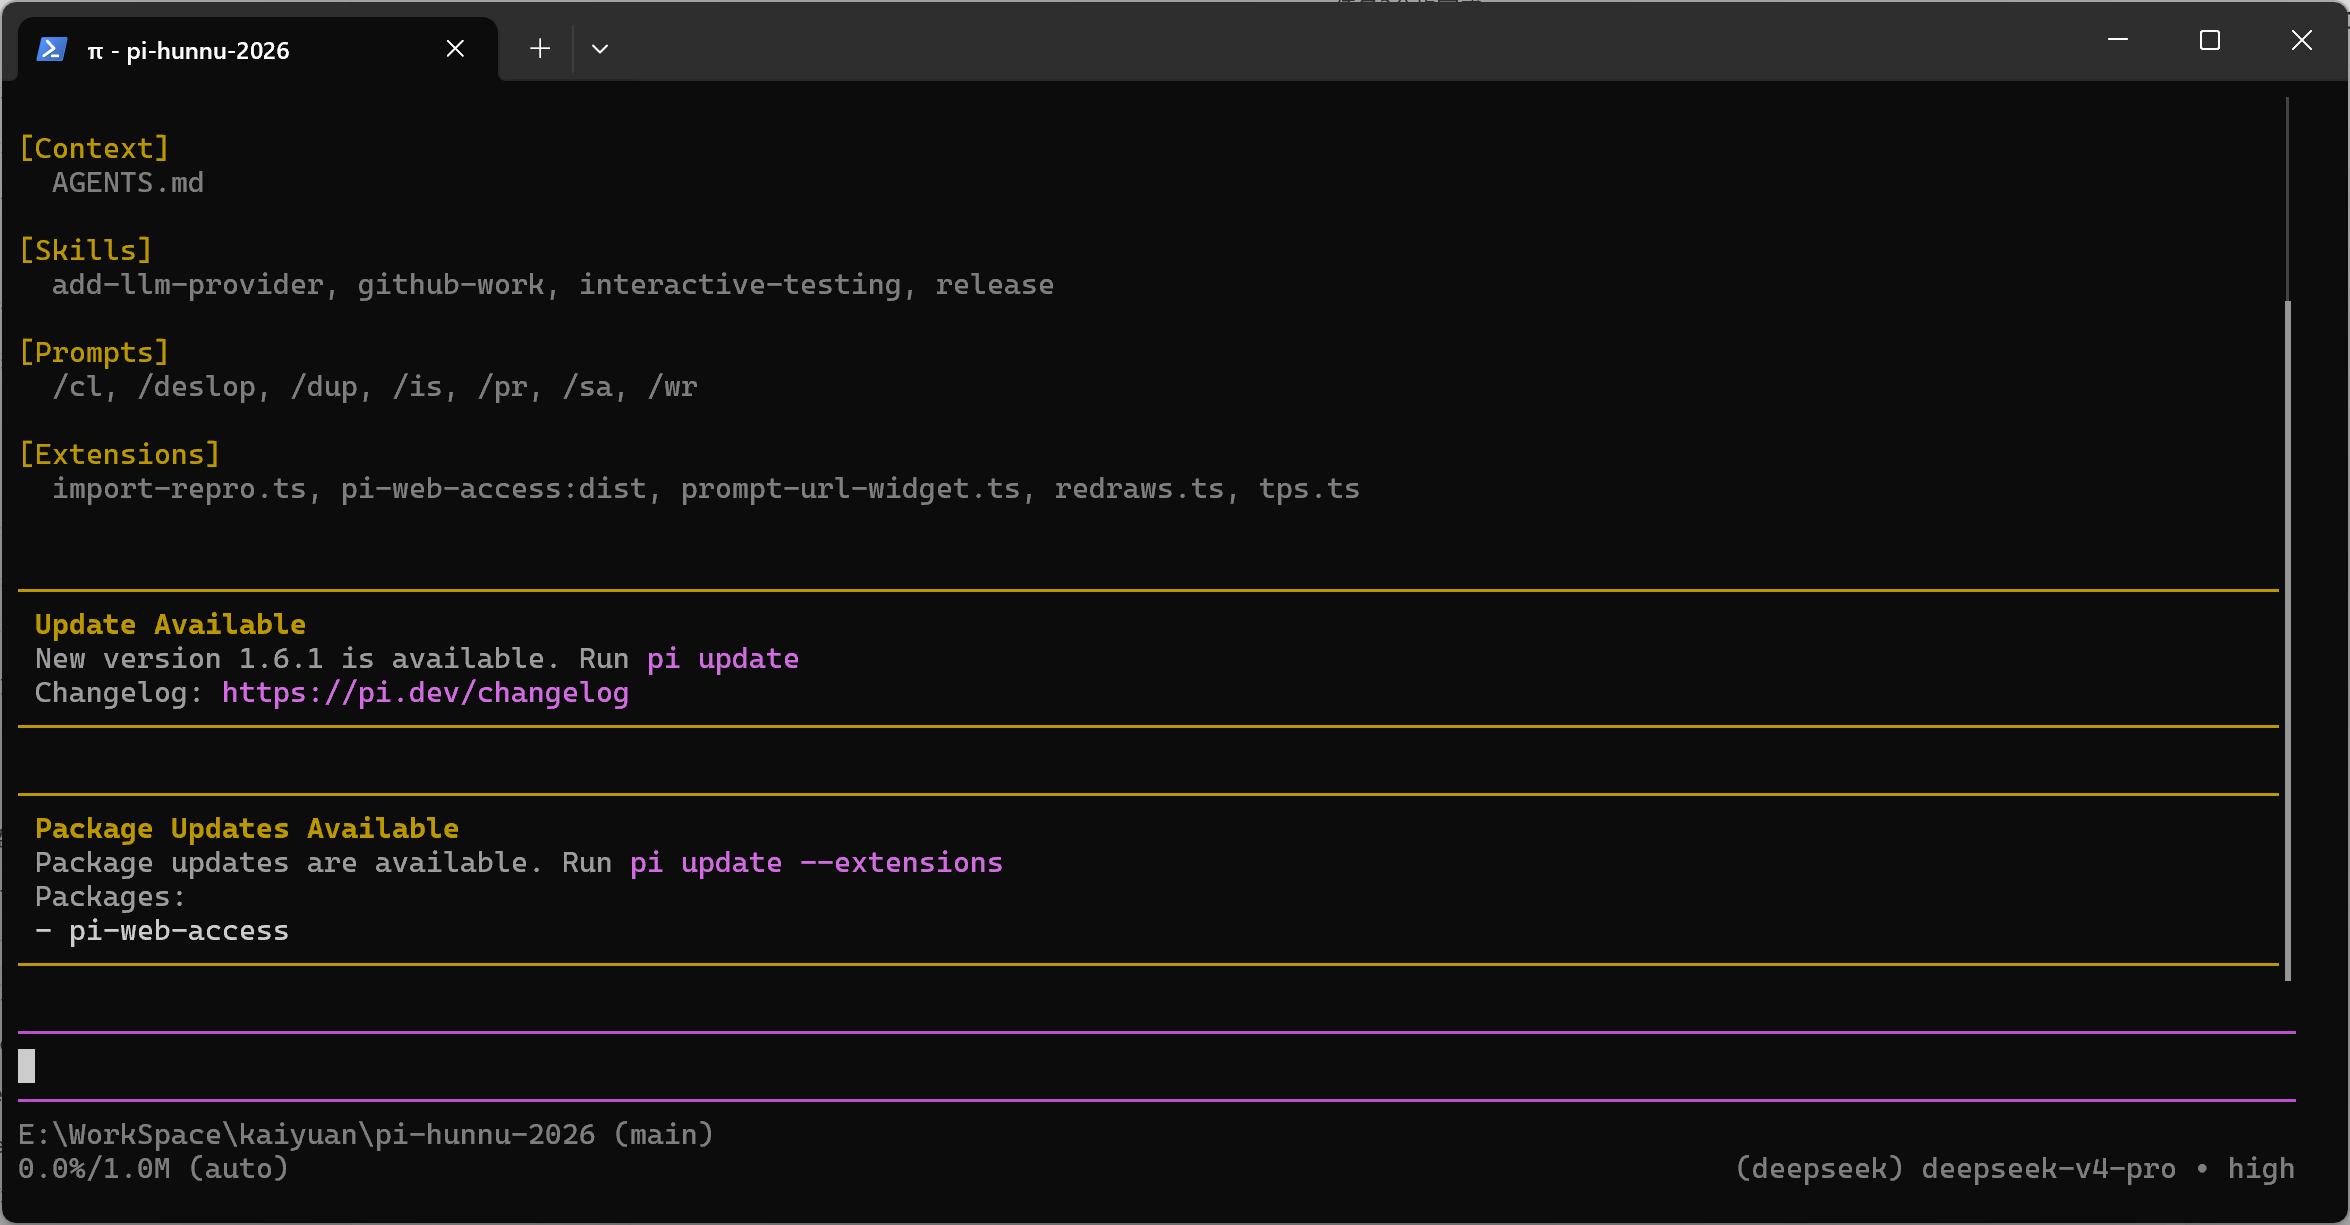 π - pi-hunnu-2026
[Context]
AGENTS.md
[Skills]
add-llm-provider, github-work, interactive-testing, release
[Prompts]
/cl, /deslop, /dup, /is, /pr, /sa, /wr
[Extensions]
import-repro.ts, pi-web-access:dist, prompt-url-widget.ts, redraws.ts, tps.ts
Update Available
New version 1.6.1 is available. Run pi update
Changelog: https://pi.dev/changelog
Package Updates Available
Package updates are available. Run pi update --extensions
Packages:
- pi-web-access
E:\WorkSpace\kaiyuan\pi-hunnu-2026 (main)
0.0%/1.0M (auto)
(deepseek) deepseek-v4-pro • high